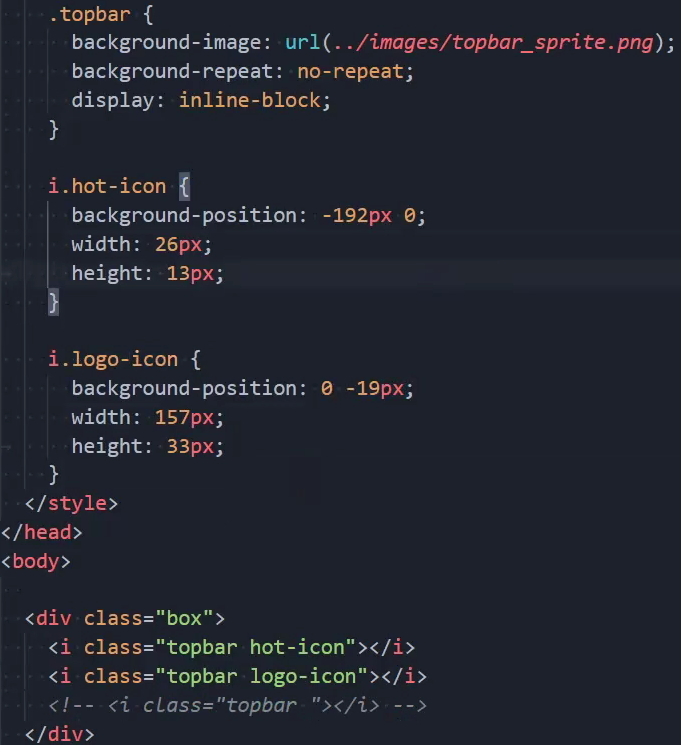 .topbar {
background-image: url(../images/topbar_sprite.png);
background-repeat: no-repeat;
display: inline-block;
}
i.hot-icon {
background-position: -192px 0;
width: 26px;
height: 13px;
}
i.logo-icon {
background-position: 0 -19px;
width: 157px;
height: 33px;
}
</style>
</head>
<body>
<div class="box">
<i class="topbar hot-icon"></i>
<i class="topbar logo-icon"></i>
<!-- <i class="topbar "></i> -->
</div>